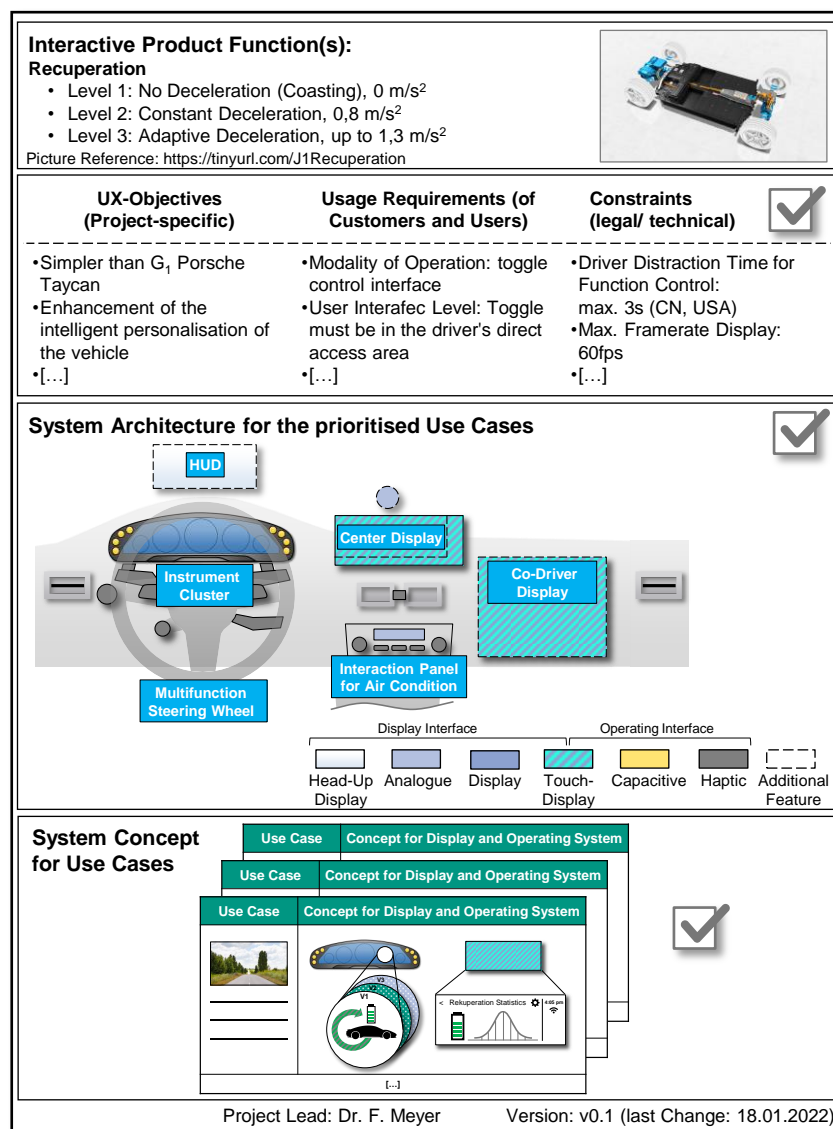 Interactive Product Function(s):
Recuperation
• Level 1: No Deceleration (Coasting), 0 m/s²
• Level 2: Constant Deceleration, 0,8 m/s²
• Level 3: Adaptive Deceleration, up to 1,3 m/s²
Picture Reference: https://tinyurl.com/J1Recuperation
UX-Objectives
(Project-specific)
•Simpler than G₁ Porsche
Taycan
•Enhancement of the
intelligent personalisation of
the vehicle
•[…]
Usage Requirements (of
Customers and Users)
•Modality of Operation: toggle
control interface
•User Interafec Level: Toggle
must be in the driver's direct
access area
•[…]
Constraints
(legal/ technical)
•Driver Distraction Time for
Function Control:
max. 3s (CN, USA)
•Max. Framerate Display:
60fps
•[…]
System Architecture for the prioritised Use Cases
HUD
Center Display
Instrument
Cluster
Co-Driver
Display
Interaction Panel
for Air Condition
Multifunction
Steering Wheel
Display Interface
Operating Interface
Head-Up
Display
Analogue
Display
Touch-
Display
Capacitive
Haptic
Additional
Feature
System Concept
for Use Cases
Use Case
Concept for Display and Operating System
Use Case
Concept for Display and Operating System
Use Case
Concept for Display and Operating System
V3
V2
V1
< Rekuperation Statistics
4:05 pm
[...]
Project Lead: Dr. F. Meyer
Version: v0.1 (last Change: 18.01.2022)